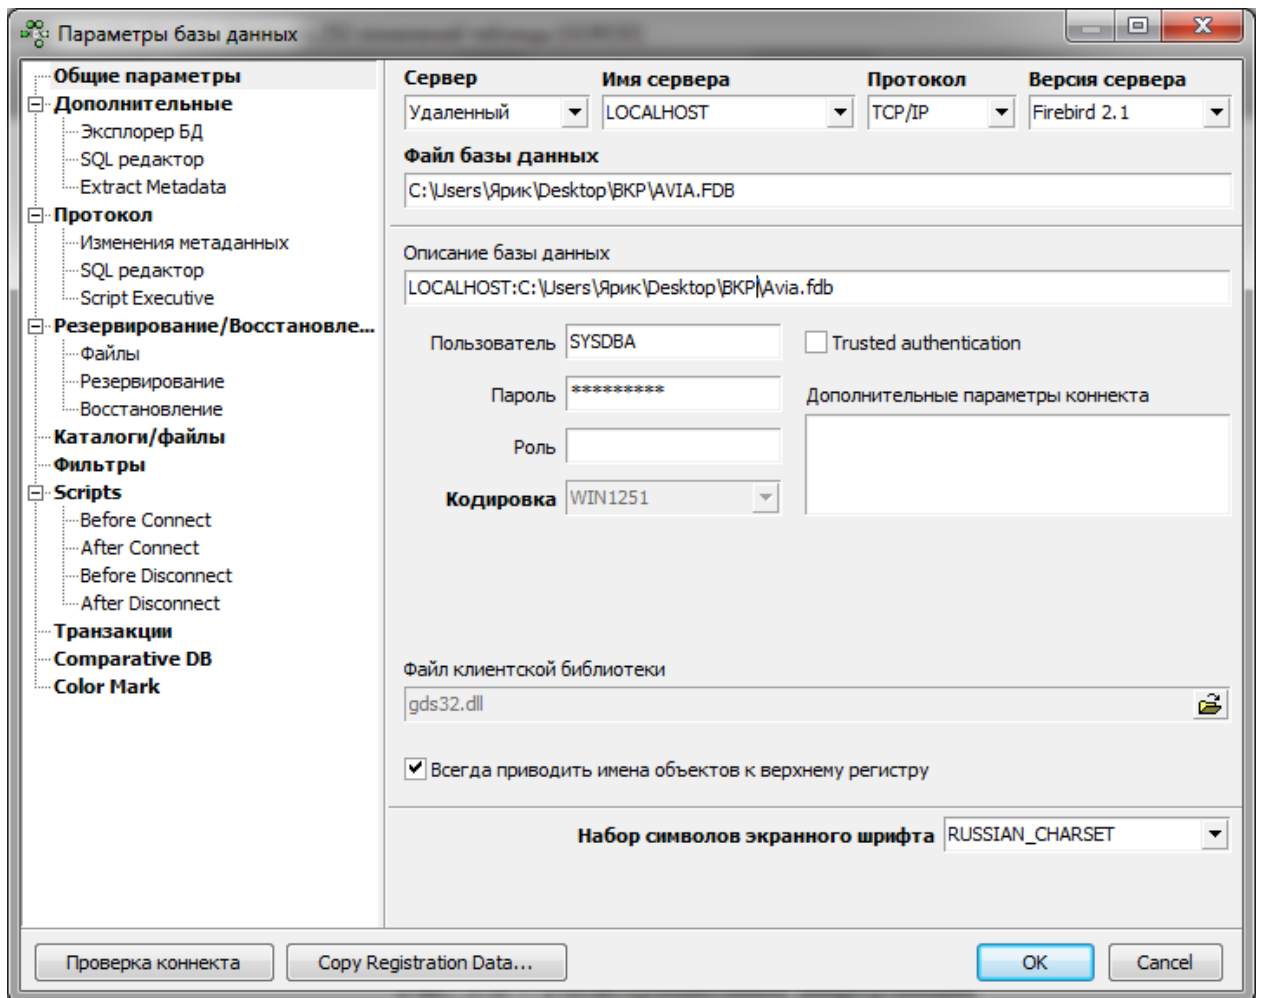 Параметры базы данных
Общие параметры
Дополнительные
Эксплорер БД
SQL редактор
Extract Metadata
Протокол
Изменения метаданных
SQL редактор
Script Executive
Резервирование/Восстановле...
Файлы
Резервирование
Восстановление
Каталоги/файлы
Фильтры
Scripts
Before Connect
After Connect
Before Disconnect
After Disconnect
Транзакции
Comparative DB
Color Mark
Сервер Имя сервера Протокол Версия сервера
Удаленный LOCALHOST TCP/IP Firebird 2.1
Файл базы данных
C:\Users\Ярик\Desktop\BKP\AVIA.FDB
Описание базы данных
LOCALHOST:C:\Users\Ярик\Desktop\BKP\Avia.fdb
Пользователь SYSDBA Trusted authentication
Пароль ********* Дополнительные параметры коннекта
Роль
Кодировка WIN1251
Файл клиентской библиотеки
gds32.dll
Всегда приводить имена объектов к верхнему регистру
Набор символов экранного шрифта RUSSIAN_CHARSET
Проверка коннекта Copy Registration Data... OK Cancel